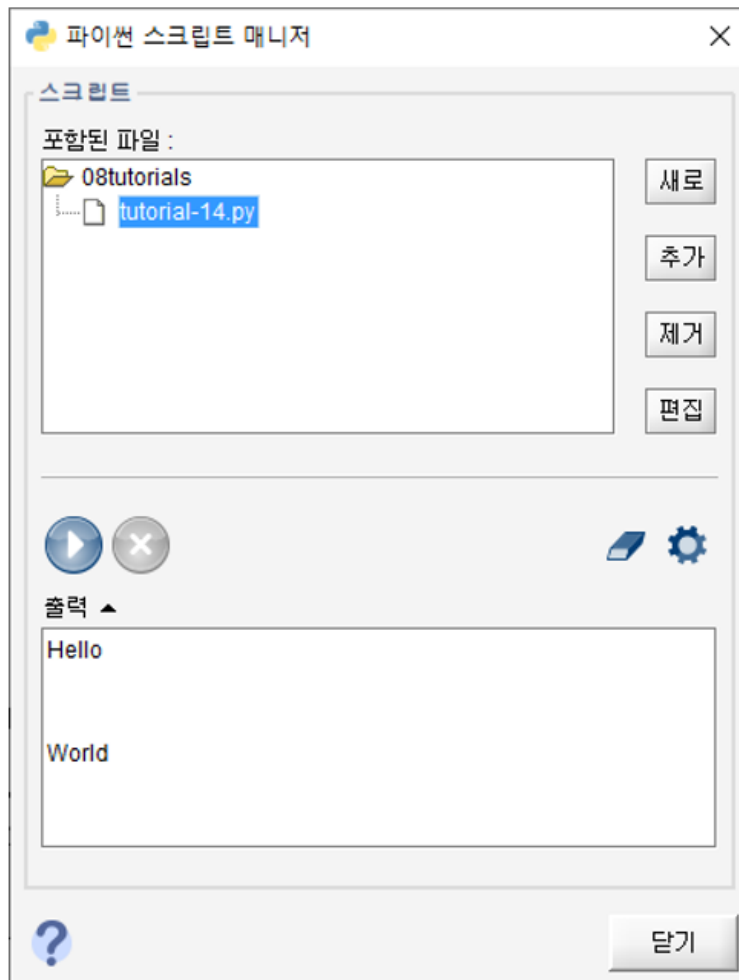 파이썬 스크립트 매니저
스크립트
포함된 파일 :
08tutorials
tutorial-14.py
새로
추가
제거
편집
출력
Hello
World
닫기